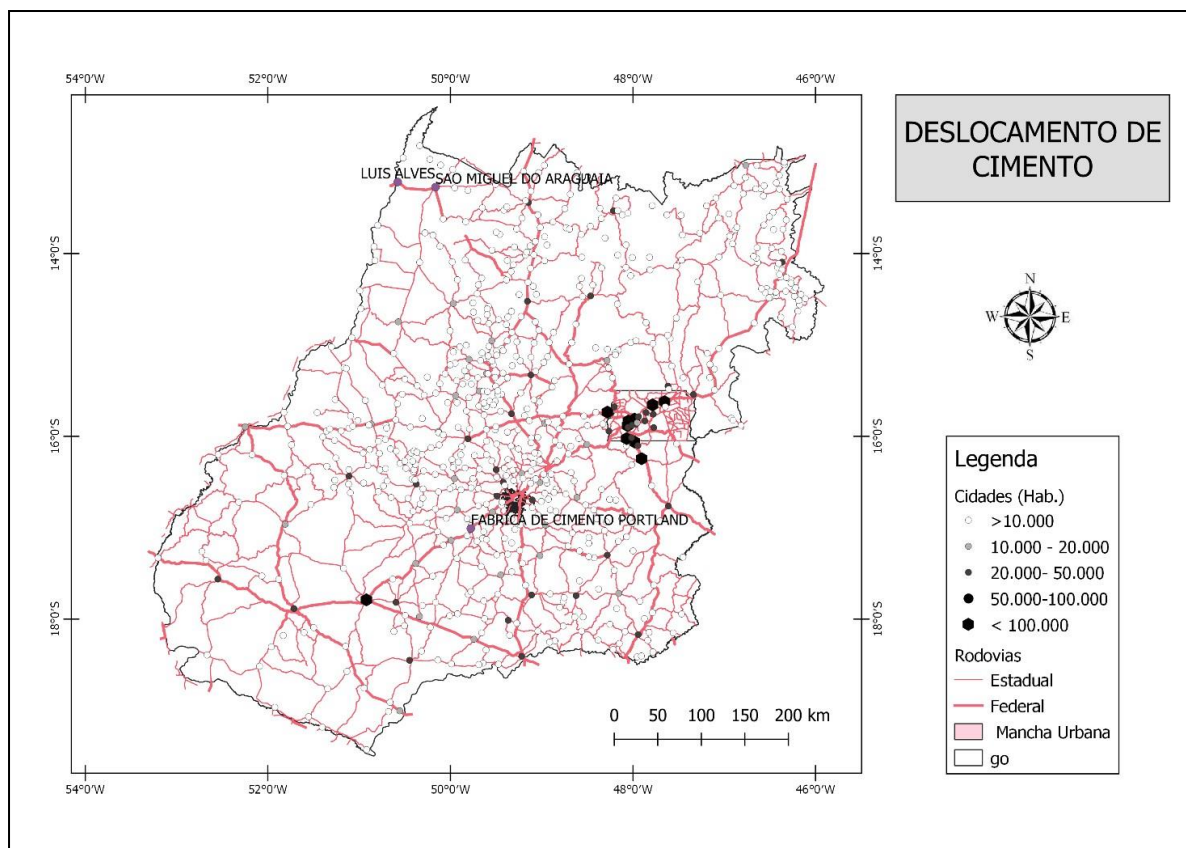 DESLOCAMENTO DE
CIMENTO
54°0'W 52°0'W 50°0'W 48°0'W 46°0'W
LUIS ALVES
SAO MIGUEL DO ARAGUAIA
14°0'S 14°0'S
N
W E
S
16°0'S 16°0'S
FABRICA DE CIMENTO PORTLAND
18°0'S 18°0'S
0 50 100 150 200 km
54°0'W 52°0'W 50°0'W 48°0'W 46°0'W
Legenda
Cidades (Hab.)
>10.000
10.000 - 20.000
20.000- 50.000
50.000-100.000
< 100.000
Rodovias
Estadual
Federal
Mancha Urbana
go